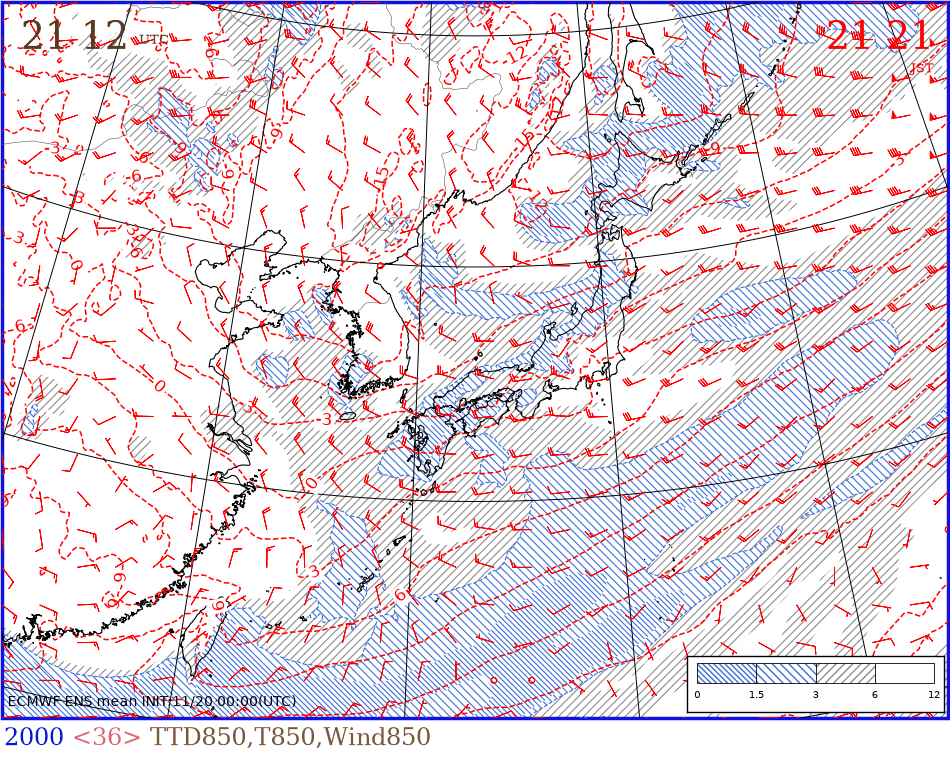 21 12 UTC
21 21 JST
ECMWF ENS mean INIT:11/20 00:00(UTC)
0 1.5 3 6 12
2000 <36> TTD850,T850,Wind850